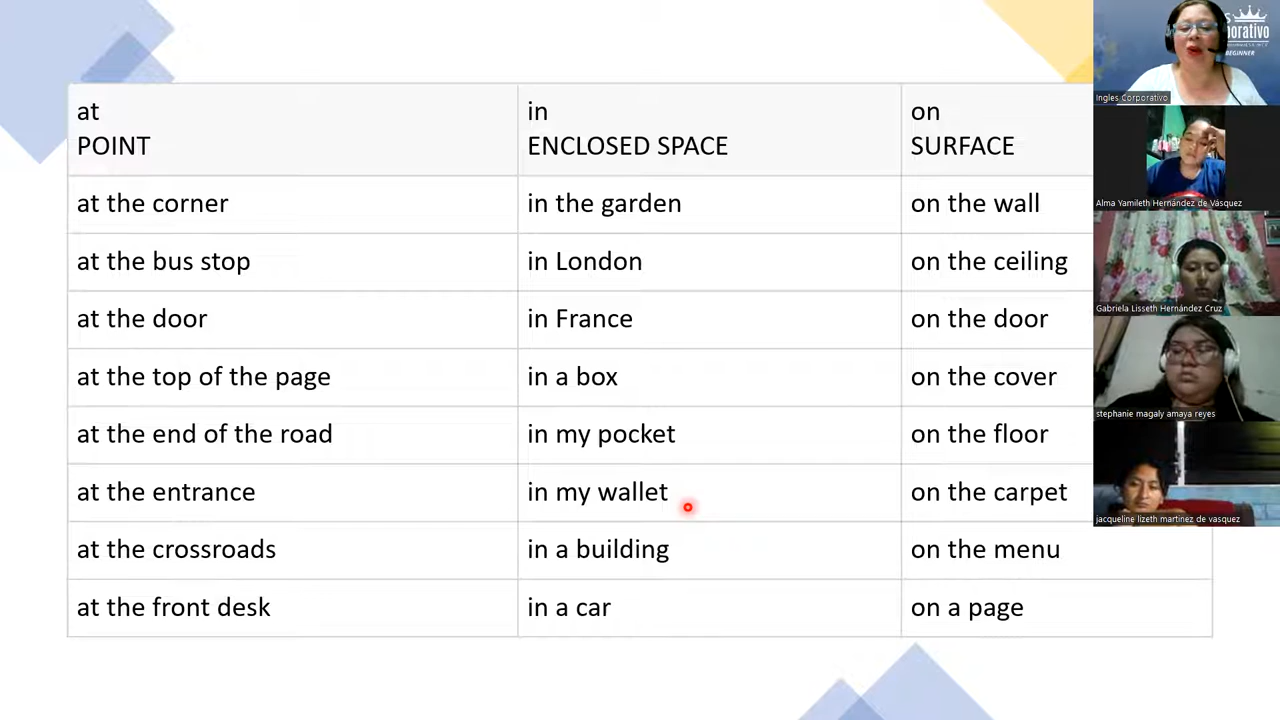 at
POINT
in
ENCLOSED SPACE
on
SURFACE
at the corner
in the garden
on the wall
at the bus stop
in London
on the ceiling
at the door
in France
on the door
at the top of the page
in a box
on the cover
at the end of the road
in my pocket
on the floor
at the entrance
in my wallet
on the carpet
at the crossroads
in a building
on the menu
at the front desk
in a car
on a page
BEGINNER
Ingles Corporativo
Alma Yamileth Hernández de Vásquez
Gabriela Lisseth Hernández Cruz
stephanie magaly amaya reyes
jacqueline lizeth martinez de vasquez